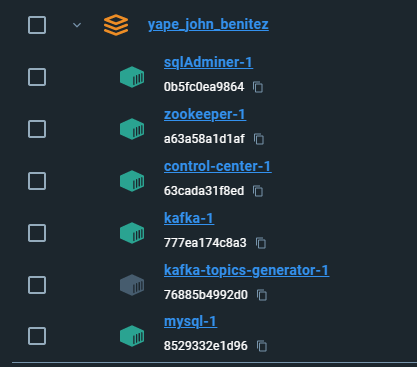 yape_john_benitez
sqlAdminer-1
0b5fc0ea9864
zookeeper-1
a63a58a1d1af
control-center-1
63cada31f8ed
kafka-1
777ea174c8a3
kafka-topics-generator-1
76885b4992d0
mysql-1
8529332e1d96